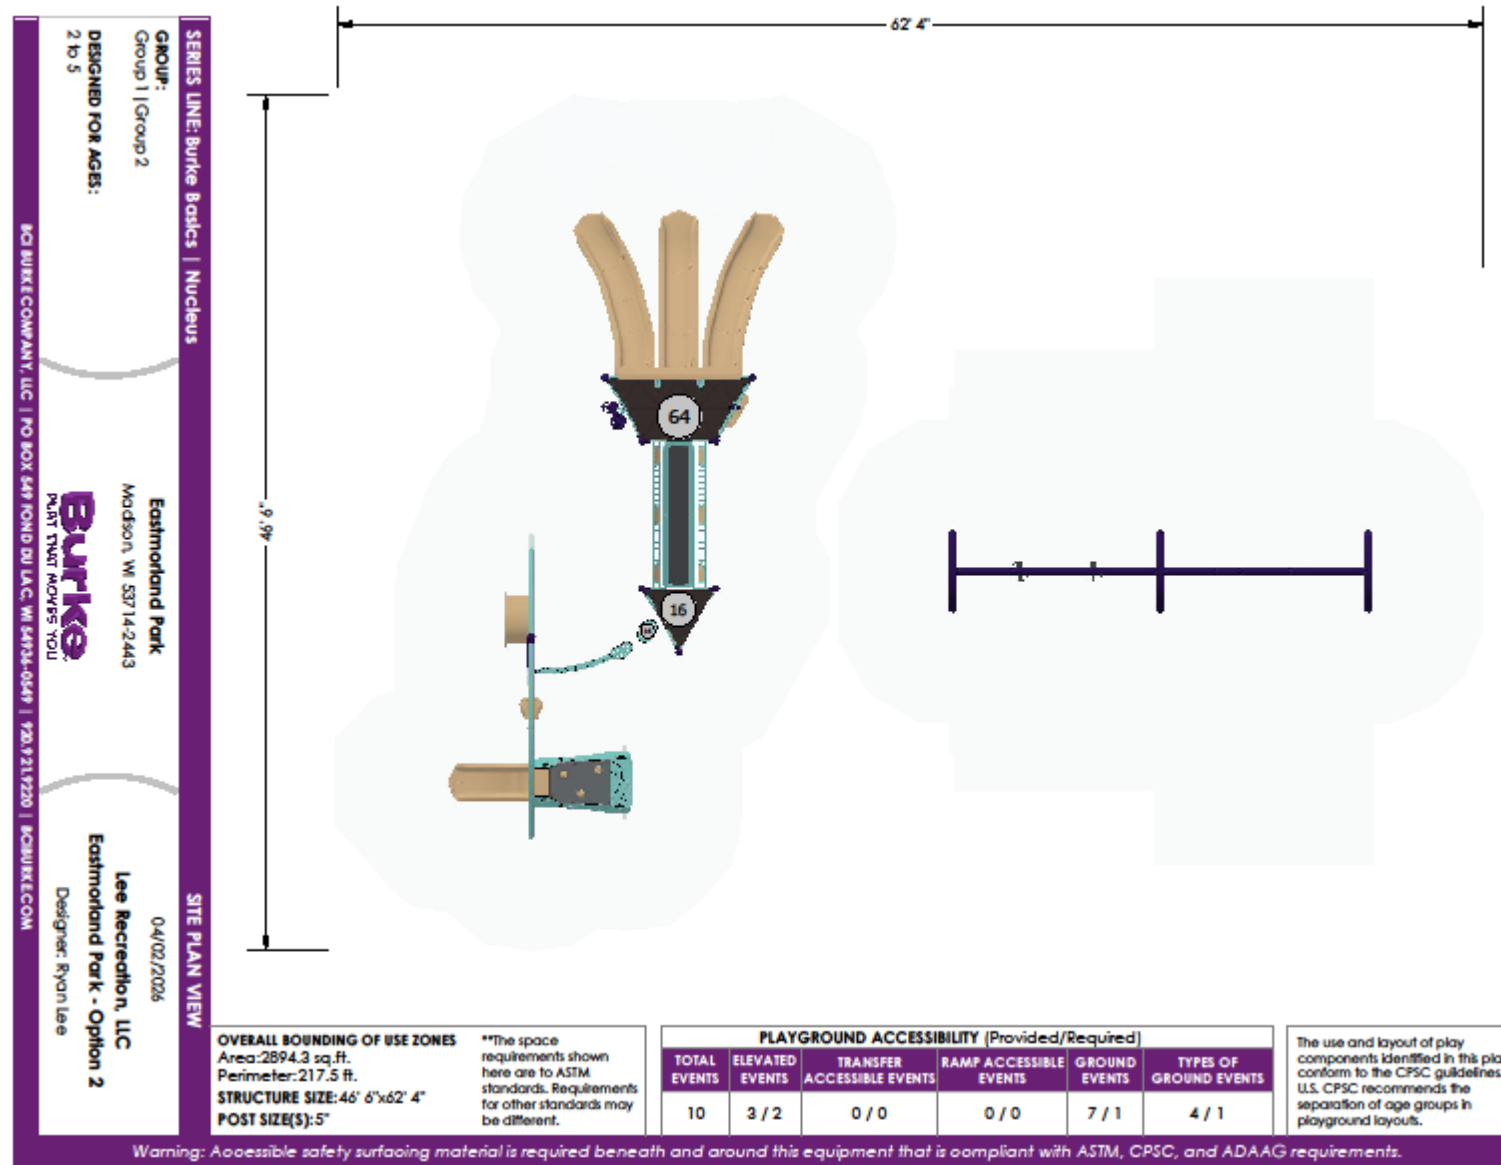 62' 4"
46' 6"
64
16
SERIES LINE: Burke Basics | Nucleus
SITE PLAN VIEW
GROUP:
Group 1 | Group 2
DESIGNED FOR AGES:
2 to 5
Eastmorland Park
Madison, WI 53714-2443
Burke
PLAY THAT MOVES YOU
04/02/2026
Lee Recreation, LLC
Eastmorland Park - Option 2
Designer: Ryan Lee
BCI BURKE COMPANY, LLC | PO BOX 549 FOND DU LAC, WI 54936-0549 | 920.921.9220 | BCIBURKE.COM
OVERALL BOUNDING OF USE ZONES
Area:2894.3 sq.ft.
Perimeter:217.5 ft.
STRUCTURE SIZE:46' 6"x62' 4"
POST SIZE(S):5"
**The space
requirements shown
here are to ASTM
standards. Requirements
for other standards may
be different.
PLAYGROUND ACCESSIBILITY (Provided/Required)
TOTAL EVENTS | ELEVATED EVENTS | TRANSFER ACCESSIBLE EVENTS | RAMP ACCESSIBLE EVENTS | GROUND EVENTS | TYPES OF GROUND EVENTS
10 | 3 / 2 | 0 / 0 | 0 / 0 | 7 / 1 | 4 / 1
The use and layout of play
components identified in this pla
conform to the CPSC guidelines.
U.S. CPSC recommends the
separation of age groups in
playground layouts.
Warning: Accessible safety surfacing material is required beneath and around this equipment that is compliant with ASTM, CPSC, and ADAAG requirements.